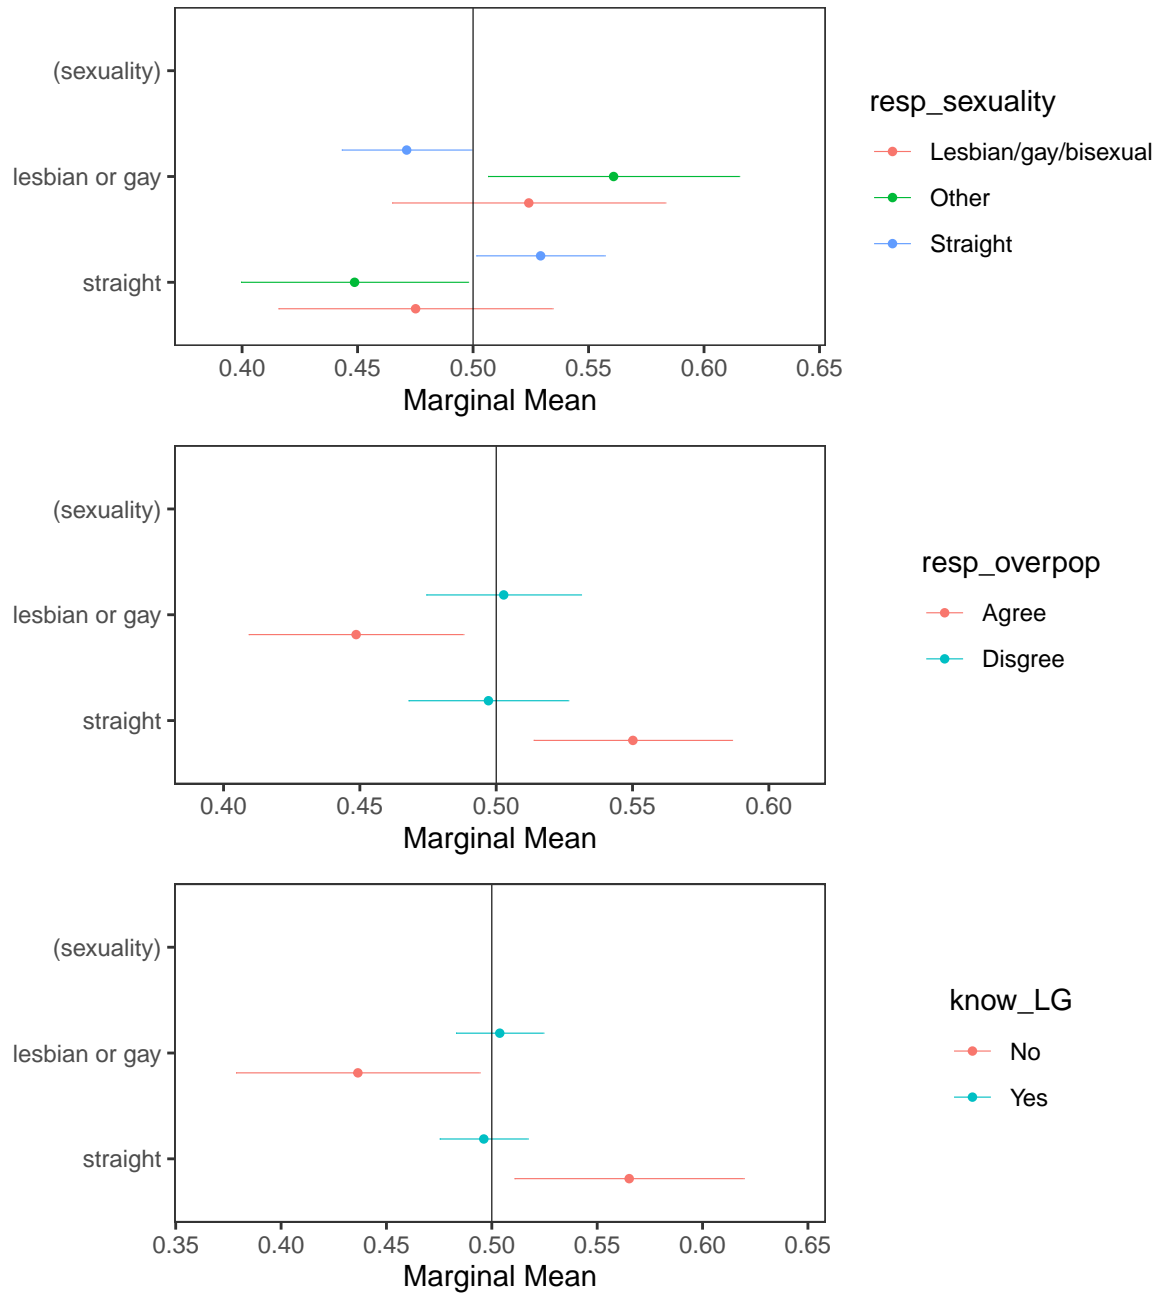 (sexuality)
lesbian or gay
straight
0.40 0.45 0.50 0.55 0.60 0.65
Marginal Mean
resp_sexuality
Lesbian/gay/bisexual
Other
Straight
(sexuality)
lesbian or gay
straight
0.40 0.45 0.50 0.55 0.60
Marginal Mean
resp_overpop
Agree
Disgree
(sexuality)
lesbian or gay
straight
0.35 0.40 0.45 0.50 0.55 0.60 0.65
Marginal Mean
know_LG
No
Yes